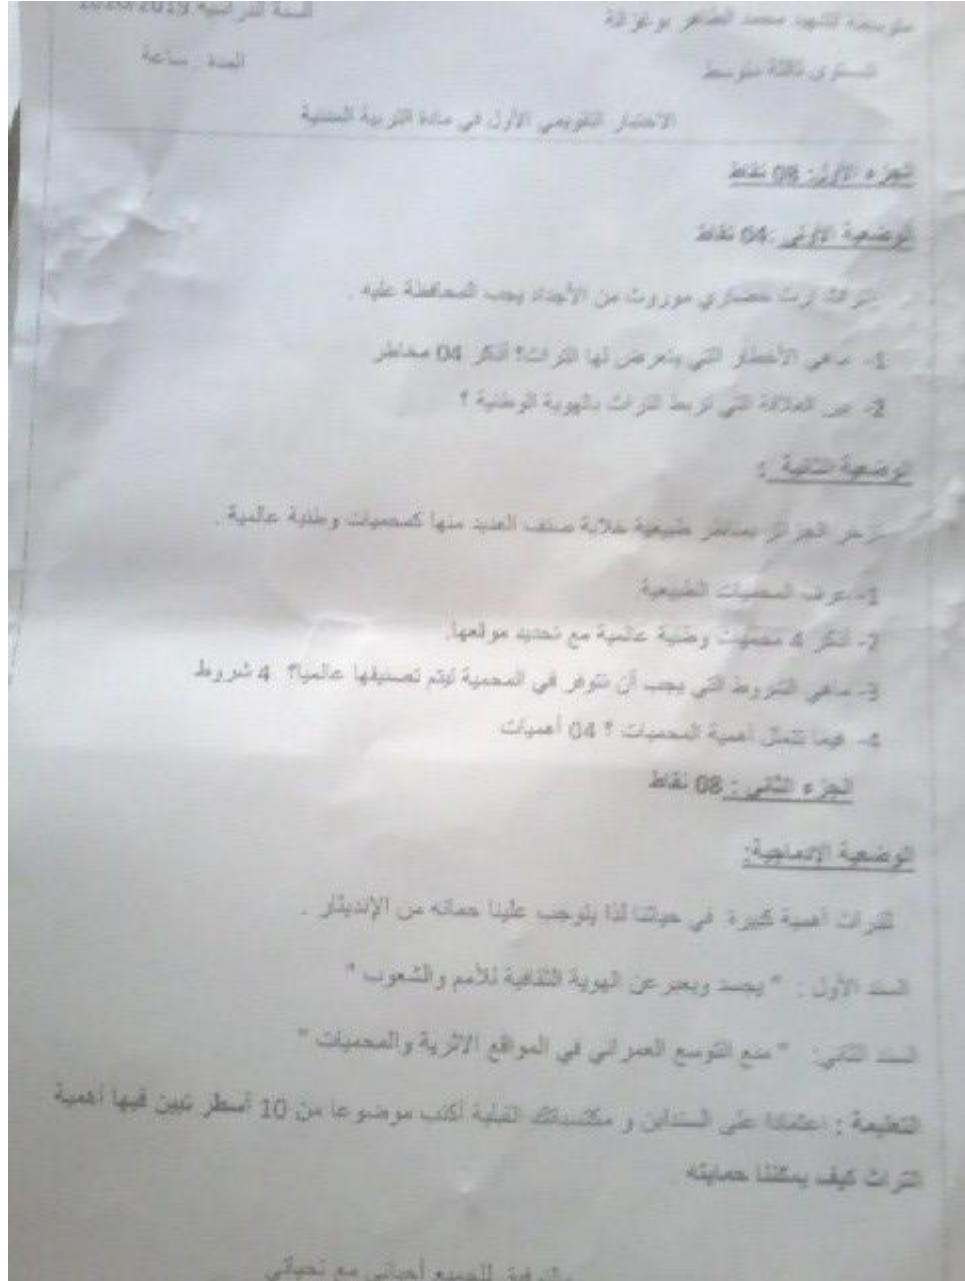 متوسطة الشهيد محمد الطاهر بوغزالة السنة الدراسية: 2020/2019
المستوى ثالثة متوسط المدة : ساعة
الاختبار التقويمي الأول في مادة التربية المدنية
الجزء الأول: 08 نقاط
الوضعية الأولى :04 نقاط
التراث إرث حضاري موروث من الأجداد يجب المحافظة عليه .
1- ماهي الأخطار التي يتعرض لها التراث؟ أذكر 04 مخاطر
2- العلاقة التي تربط التراث بالهوية الوطنية ؟
الوضعية الثانية :
تزخر الجزائر بمناظر طبيعية خلابة صنف العديد منها كمحميات وطنية عالمية .
1- عرف المحميات الطبيعية
2- أذكر 4 محميات وطنية عالمية مع تحديد موقعها.
3- ماهي الشروط التي يجب أن تتوفر في المحمية ليتم تصنيفها عالميا؟ 4 شروط
4- فيما تتمثل أهمية المحميات ؟ 04 أهميات
الجزء الثاني : 08 نقاط
الوضعية الإدماجية:
للتراث أهمية كبيرة في حياتنا لذا يتوجب علينا حمايته من الإندثار .
السند الأول : " يجسد ويعبر عن الهوية الثقافية للأمم والشعوب "
السند الثاني: " منع التوسع العمراني في المواقع الاثرية والمحميات "
التعليمة : اعتمادا على السندين و مكتسباتك القبلية أكتب موضوعا من 10 أسطر تبين فيها أهمية
التراث كيف يمكننا حمايته
بالتوفيق للجميع أحبائي مع تحياتي